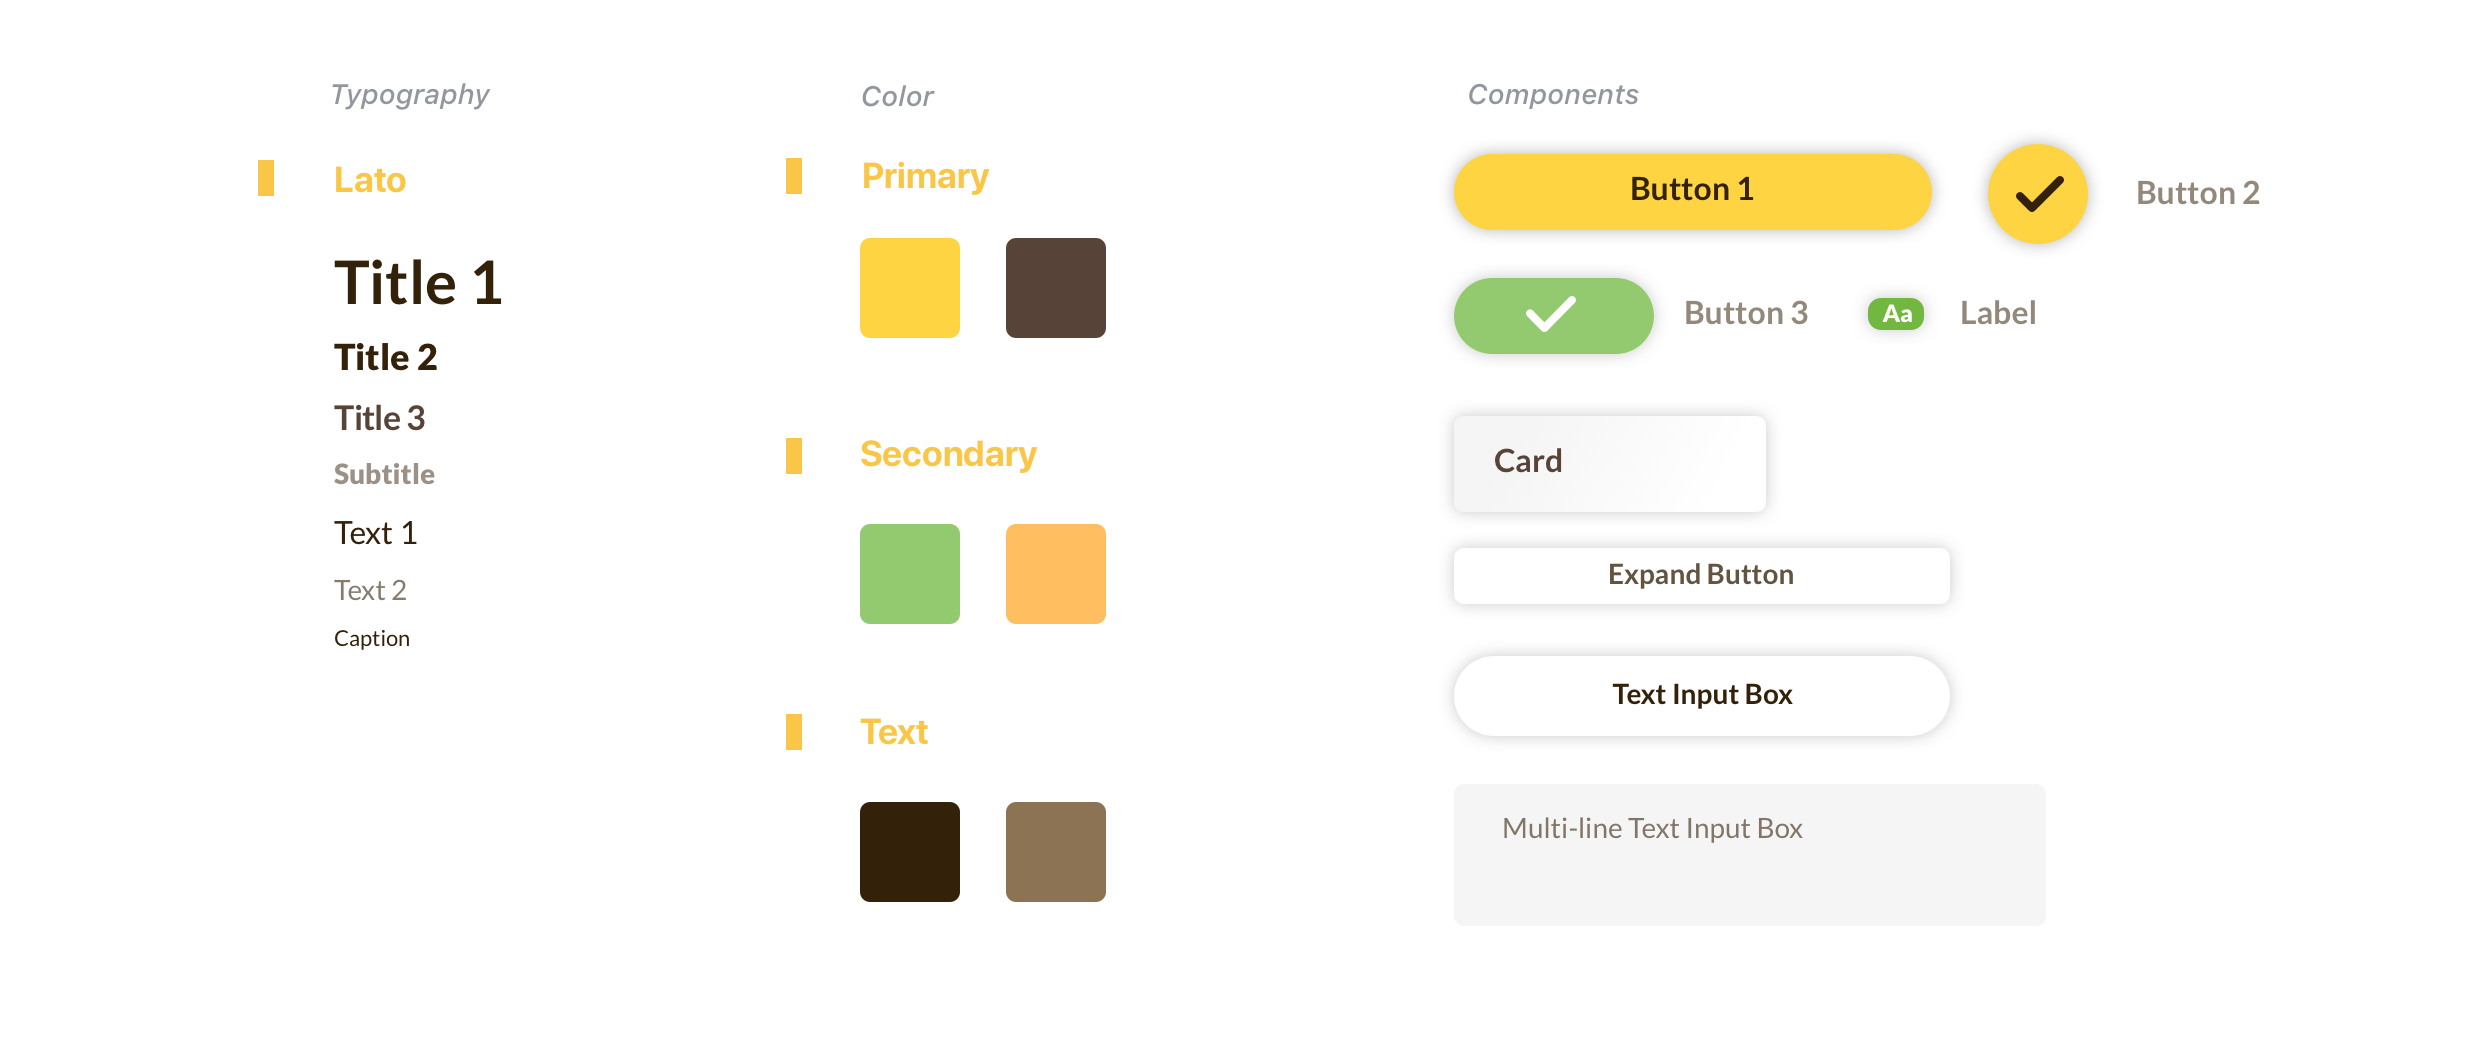 Typography
Lato
Title 1
Title 2
Title 3
Subtitle
Text 1
Text 2
Caption
Color
Primary
Secondary
Text
Components
Button 1
Button 2
Button 3
Aa
Label
Card
Expand Button
Text Input Box
Multi-line Text Input Box